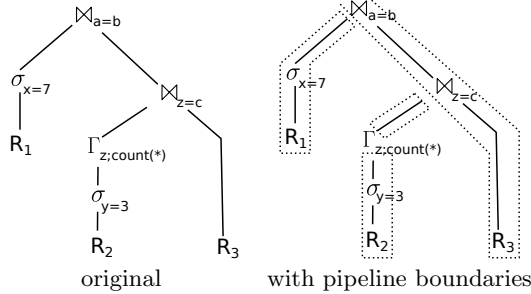 ⋈a=b
σx=7
R1
⋈z=c
Γz;count(*)
σy=3
R2
R3
original
⋈a=b
σx=7
R1
⋈z=c
Γz;count(*)
σy=3
R2
R3
with pipeline boundaries